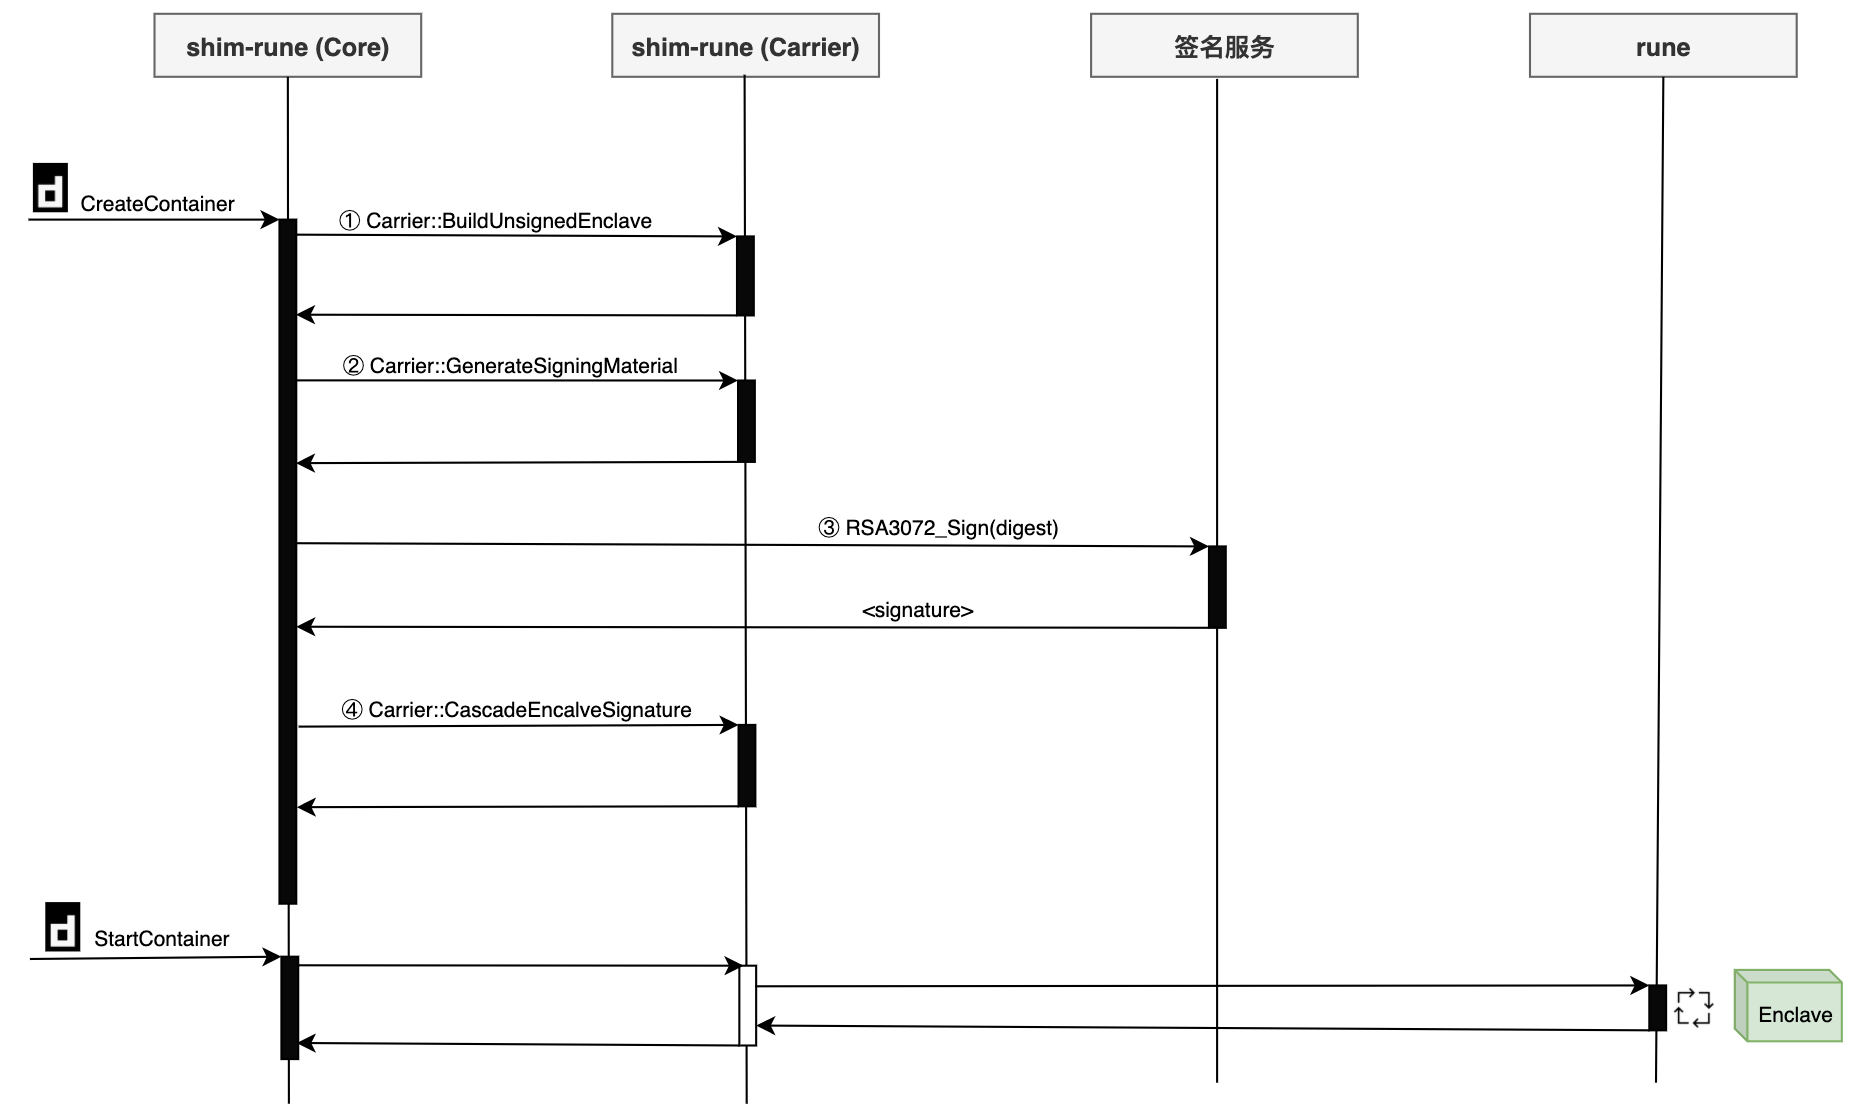 shim-rune (Core)
shim-rune (Carrier)
签名服务
rune
CreateContainer
① Carrier::BuildUnsignedEnclave
② Carrier::GenerateSigningMaterial
③ RSA3072_Sign(digest)
<signature>
④ Carrier::CascadeEncalveSignature
StartContainer
Enclave